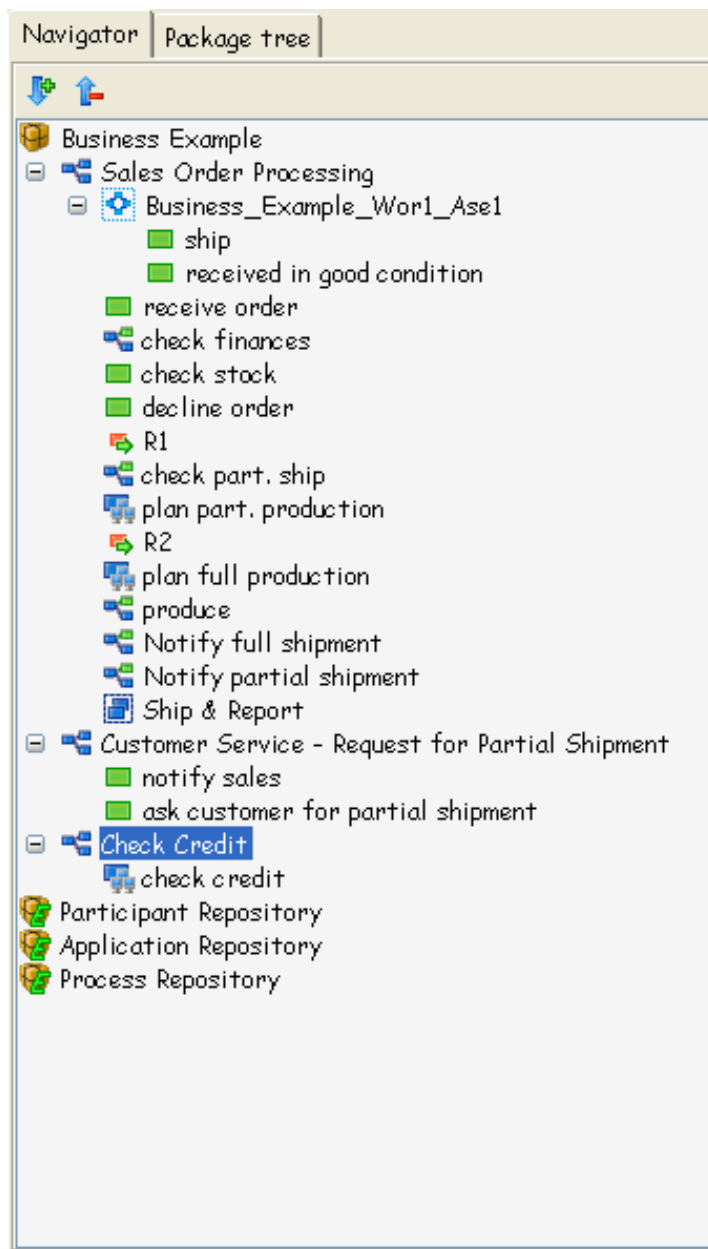 Navigator Package tree
Business Example
Sales Order Processing
Business_Example_Wor1_Ase1
ship
received in good condition
receive order
check finances
check stock
decline order
R1
check part. ship
plan part. production
R2
plan full production
produce
Notify full shipment
Notify partial shipment
Ship & Report
Customer Service - Request for Partial Shipment
notify sales
ask customer for partial shipment
Check Credit
check credit
Participant Repository
Application Repository
Process Repository